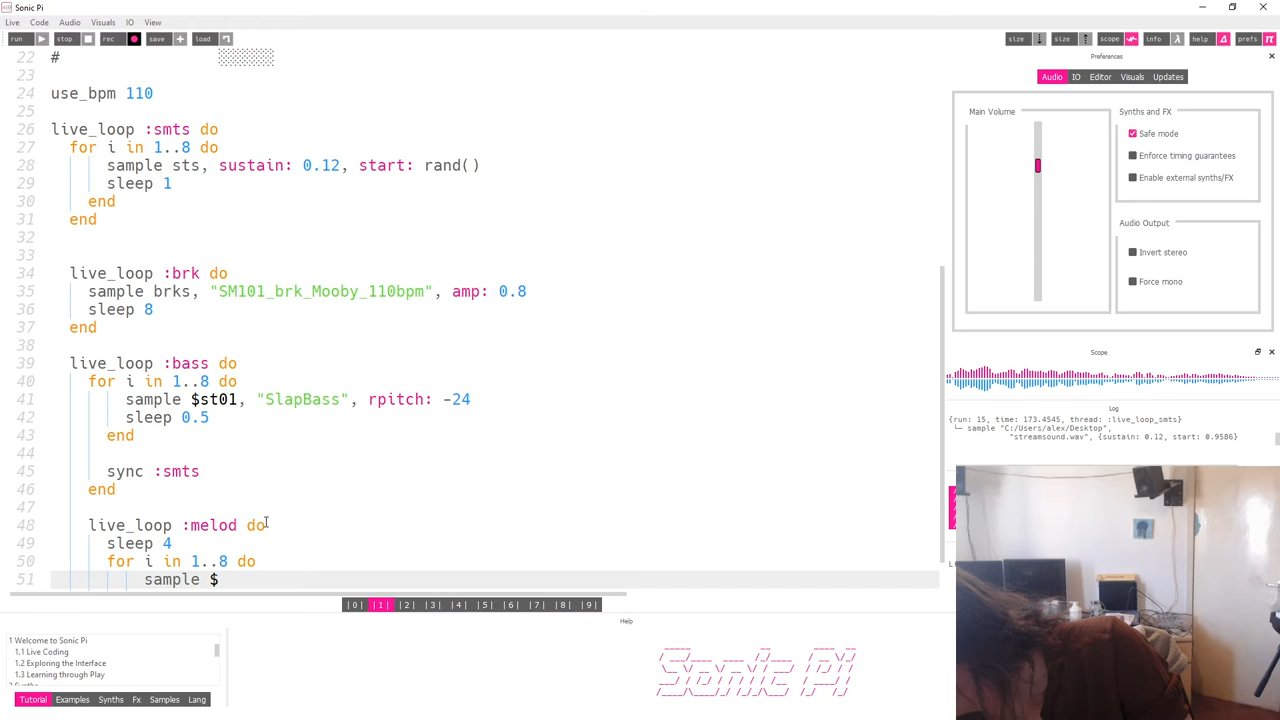 Sonic Pi
Live Code Audio Visuals IO View
run stop rec save load size size scope info help prefs
22 #
23
24 use_bpm 110
25
26 live_loop :smts do
27 for i in 1..8 do
28 sample sts, sustain: 0.12, start: rand()
29 sleep 1
30 end
31 end
32
33
34 live_loop :brk do
35 sample brks, "SM101_brk_Mooby_110bpm", amp: 0.8
36 sleep 8
37 end
38
39 live_loop :bass do
40 for i in 1..8 do
41 sample $st01, "SlapBass", rpitch: -24
42 sleep 0.5
43 end
44
45 sync :smts
46 end
47
48 live_loop :melod do
49 sleep 4
50 for i in 1..8 do
51 sample $
|0| |1| |2| |3| |4| |5| |6| |7| |8| |9|
Preferences
Audio IO Editor Visuals Updates
Main Volume
Synths and FX
Safe mode
Enforce timing guarantees
Enable external synths/FX
Audio Output
Invert stereo
Force mono
Scope
Log
{run: 15, time: 173.4545, thread: :live_loop_smts}
└─ sample "C:/Users/alex/Desktop",
"streamsound.wav", {sustain: 0.12, start: 0.9586}
Help
1 Welcome to Sonic Pi
1.1 Live Coding
1.2 Exploring the Interface
1.3 Learning through Play
Tutorial Examples Synths Fx Samples Lang
Sonic Pi